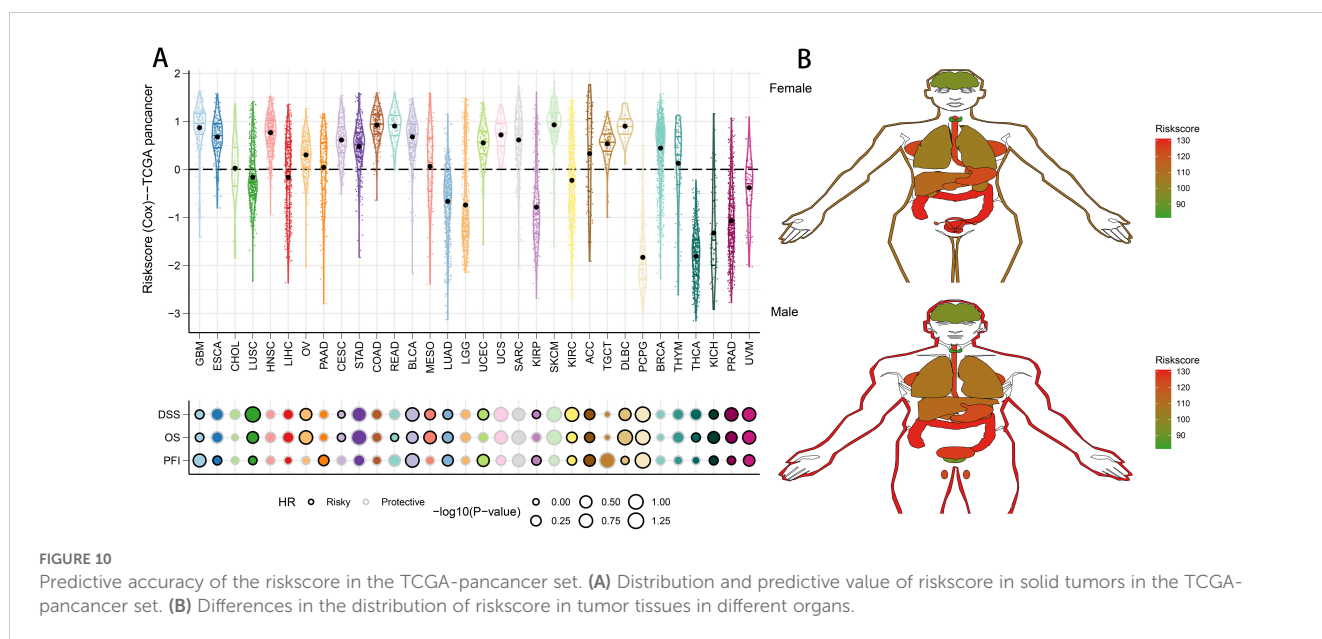 A
B
Riskscore (Cox)--TCGA pancancer
2
1
0
−1
−2
−3
GBM
ESCA
CHOL
LUSC
HNSC
LIHC
OV
PAAD
CESC
STAD
COAD
READ
BLCA
MESO
LUAD
LGG
UCEC
UCS
SARC
KIRP
SKCM
KIRC
ACC
TGCT
DLBC
PCPG
BRCA
THYM
THCA
KICH
PRAD
UVM
DSS
OS
PFI
HR Risky Protective
−log10(P-value)
0.00 0.50 1.00
0.25 0.75 1.25
Female
Riskscore
130
120
110
100
90
Male
Riskscore
130
120
110
100
90
FIGURE 10
Predictive accuracy of the riskscore in the TCGA-pancancer set. (A) Distribution and predictive value of riskscore in solid tumors in the TCGA-
pancancer set. (B) Differences in the distribution of riskscore in tumor tissues in different organs.